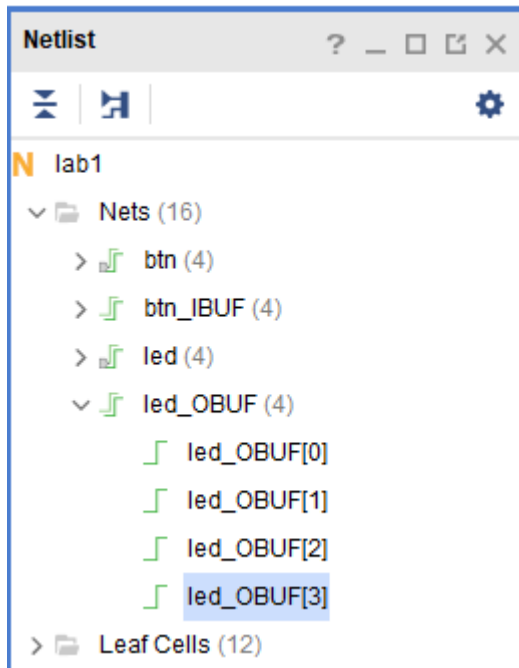 Netlist
N lab1
Nets (16)
btn (4)
btn_IBUF (4)
led (4)
led_OBUF (4)
led_OBUF[0]
led_OBUF[1]
led_OBUF[2]
led_OBUF[3]
Leaf Cells (12)